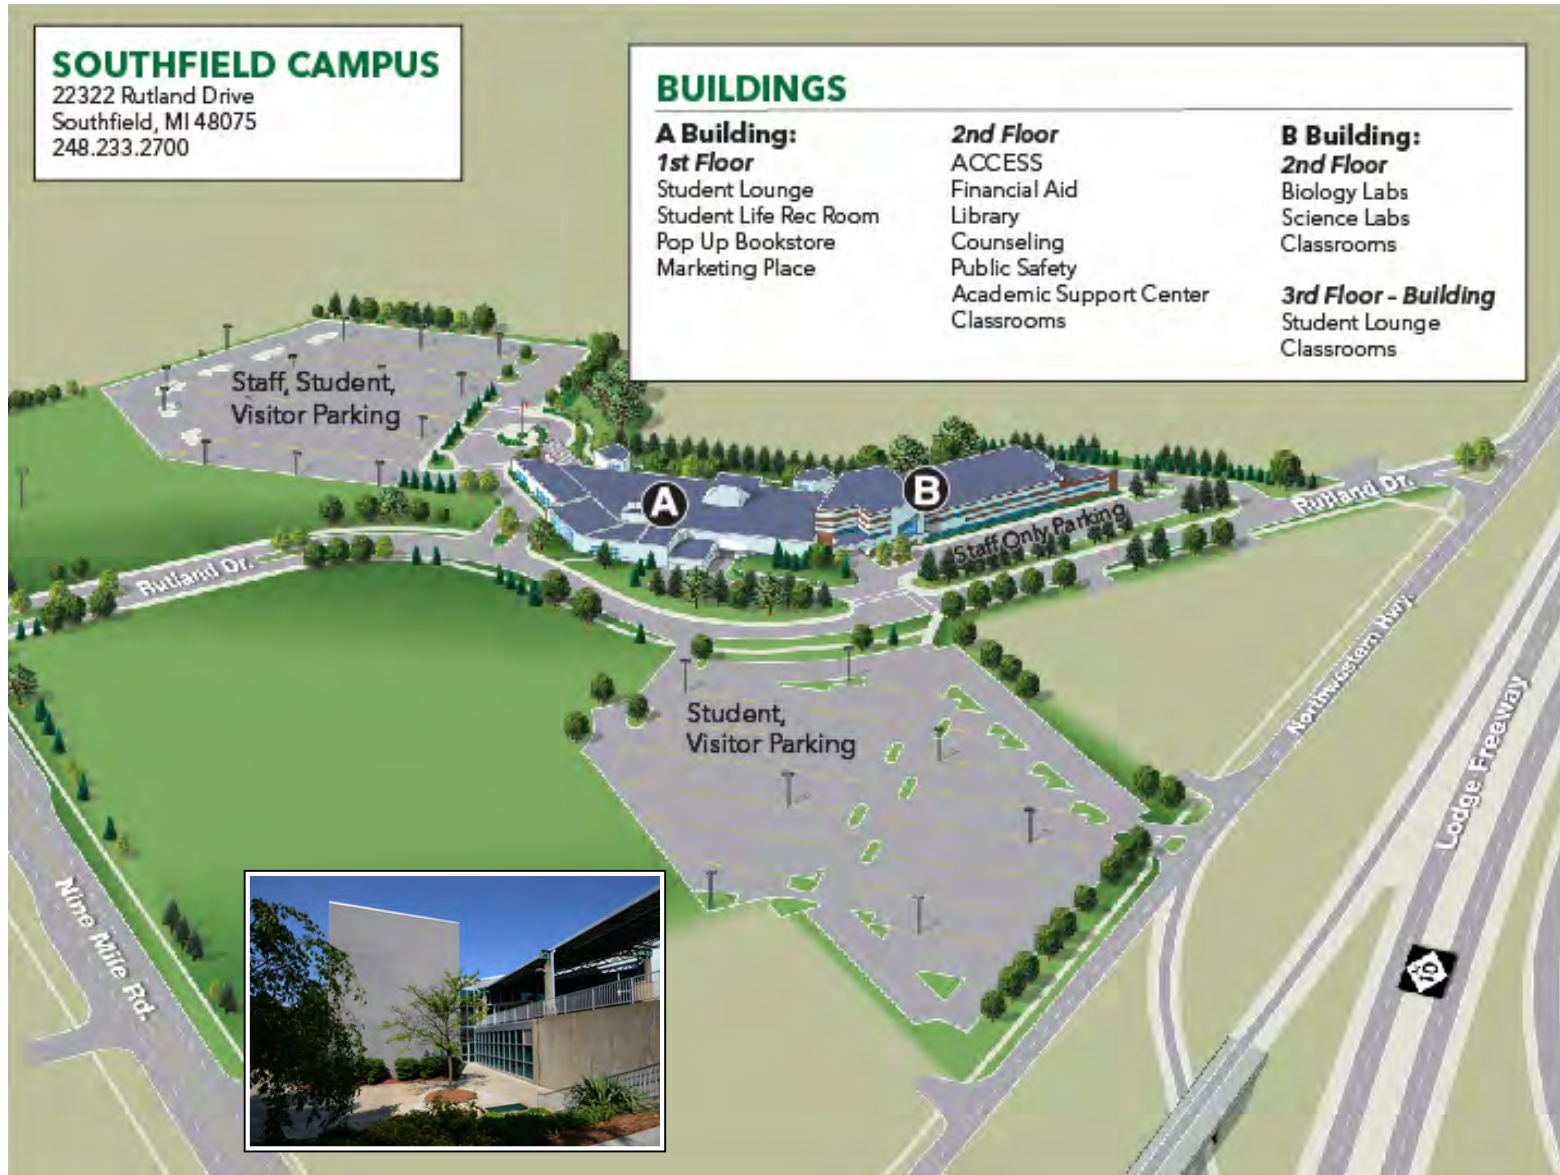 SOUTHFIELD CAMPUS
22322 Rutland Drive
Southfield, MI 48075
248.233.2700
BUILDINGS
A Building:
1st Floor
Student Lounge
Student Life Rec Room
Pop Up Bookstore
Marketing Place
2nd Floor
ACCESS
Financial Aid
Library
Counseling
Public Safety
Academic Support Center
Classrooms
B Building:
2nd Floor
Biology Labs
Science Labs
Classrooms
3rd Floor - Building
Student Lounge
Classrooms
Staff, Student,
Visitor Parking
A
B
Staff Only Parking
Rutland Dr.
Rutland Dr.
Student,
Visitor Parking
Northwestern Hwy.
Lodge Freeway
Nine Mile Rd.
10